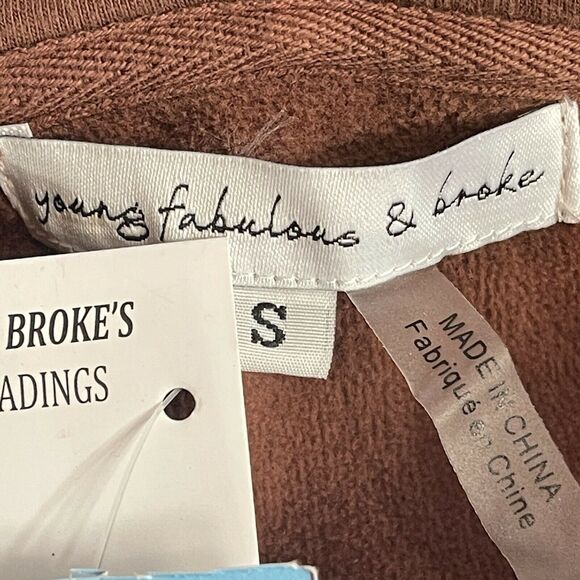 young fabulous & broke
S
BROKE'S
ADINGS
MADE IN CHINA
Fabriqué en Chine